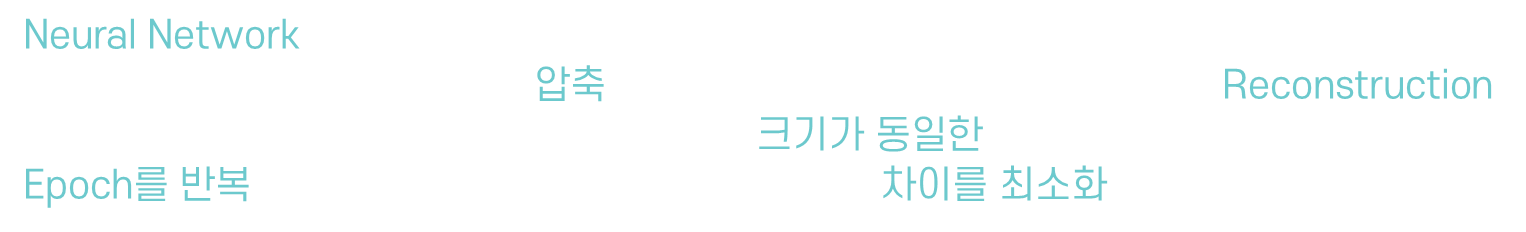 Neural Network
압축 Reconstruction
크기가 동일한
Epoch를 반복 차이를 최소화